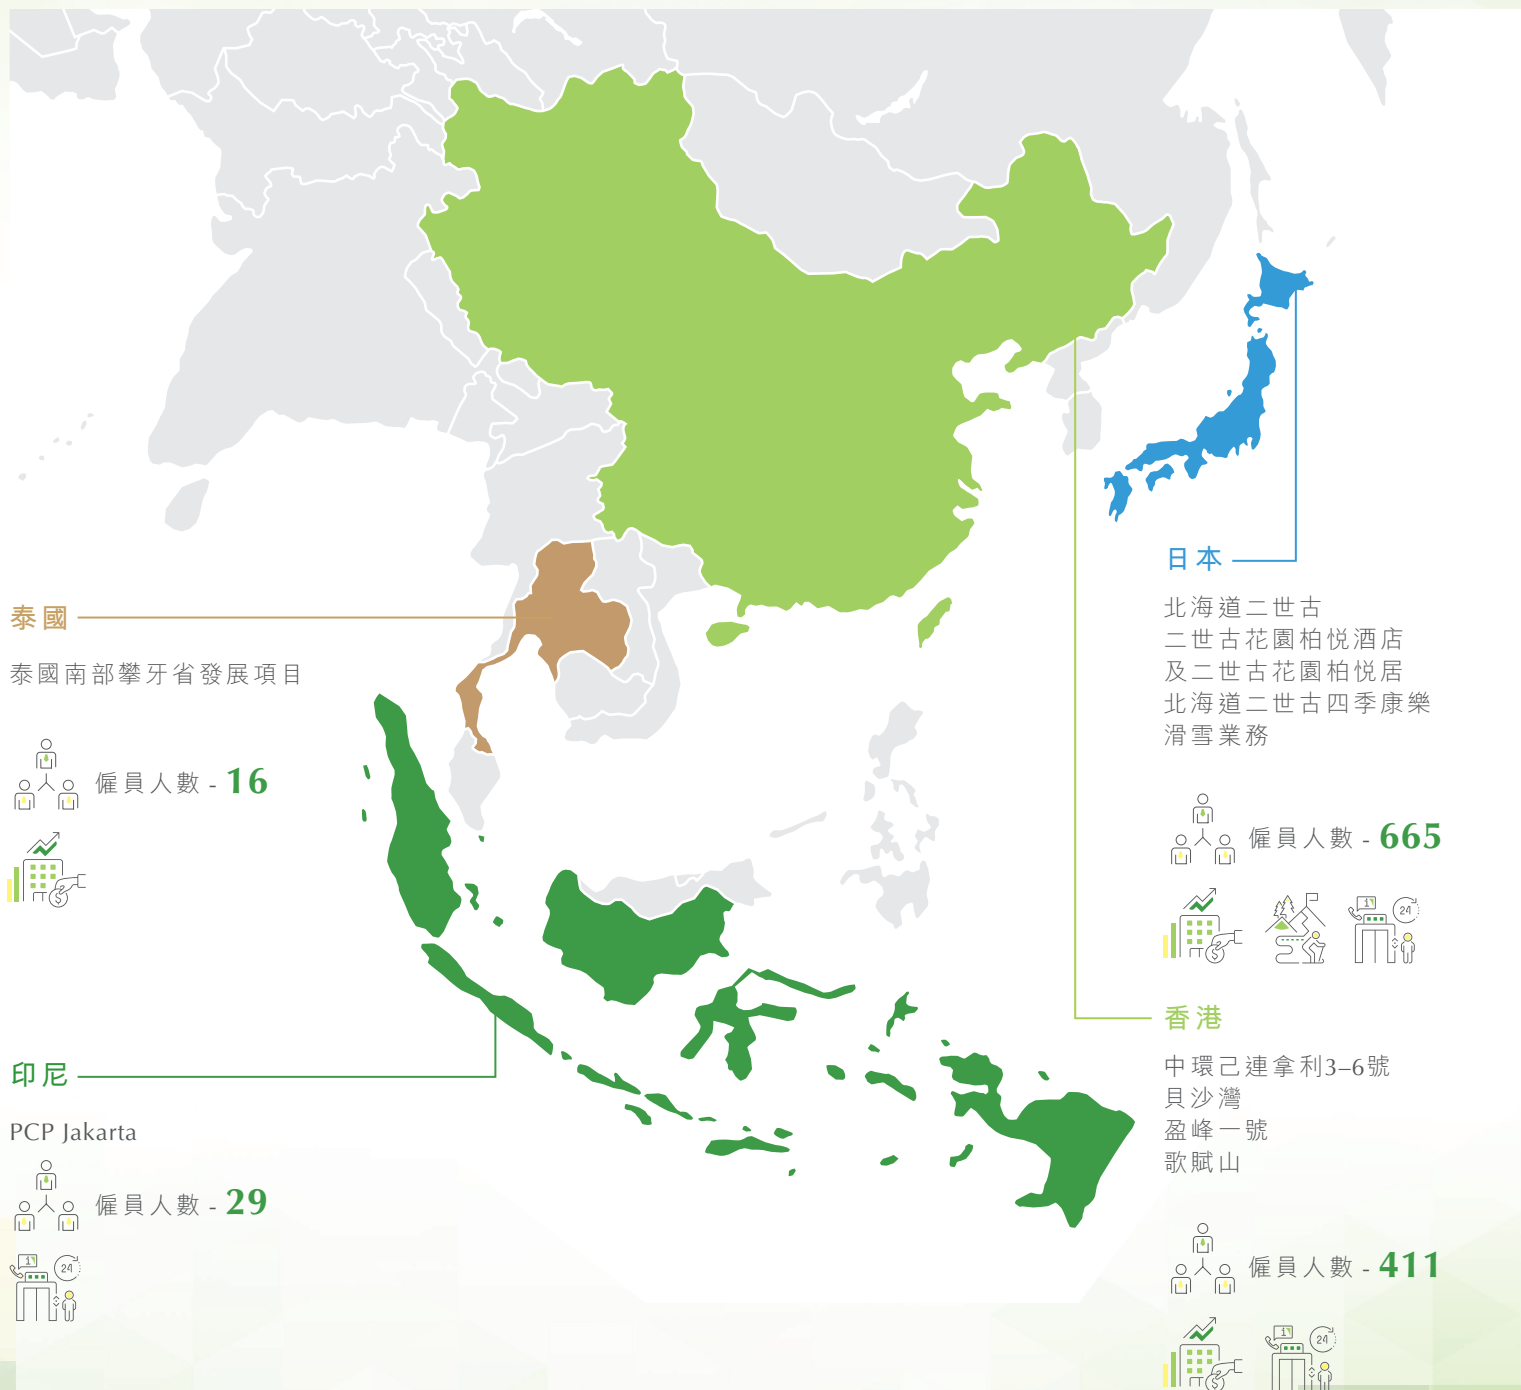 泰國
泰國南部攀牙省發展項目
僱員人數 - 16
印尼
PCP Jakarta
僱員人數 - 29
24
日本
北海道二世古
二世古花園柏悦酒店
及二世古花園柏悦居
北海道二世古四季康樂
滑雪業務
僱員人數 - 665
24
香港
中環己連拿利3–6號
貝沙灣
盈峰一號
歌賦山
僱員人數 - 411
24